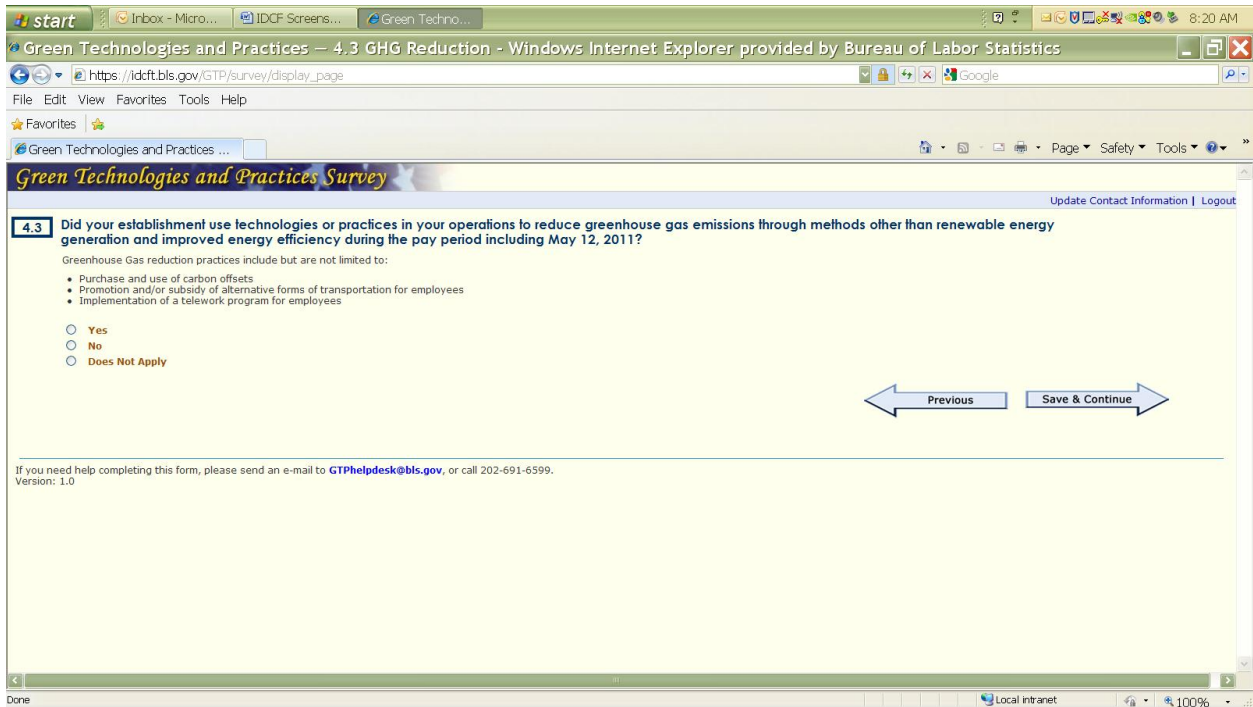 start Inbox - Micro... IDCF Screens... Green Techno... 8:20 AM
Green Technologies and Practices — 4.3 GHG Reduction - Windows Internet Explorer provided by Bureau of Labor Statistics
https://idcft.bls.gov/GTP/survey/display_page Google
File Edit View Favorites Tools Help
Favorites
Green Technologies and Practices ... Page Safety Tools »
Green Technologies and Practices Survey
Update Contact Information | Logout
4.3 Did your establishment use technologies or practices in your operations to reduce greenhouse gas emissions through methods other than renewable energy
generation and improved energy efficiency during the pay period including May 12, 2011?
Greenhouse Gas reduction practices include but are not limited to:
• Purchase and use of carbon offsets
• Promotion and/or subsidy of alternative forms of transportation for employees
• Implementation of a telework program for employees
Yes
No
Does Not Apply
Previous Save & Continue
If you need help completing this form, please send an e-mail to GTPhelpdesk@bls.gov, or call 202-691-6599.
Version: 1.0
Done Local intranet 100%